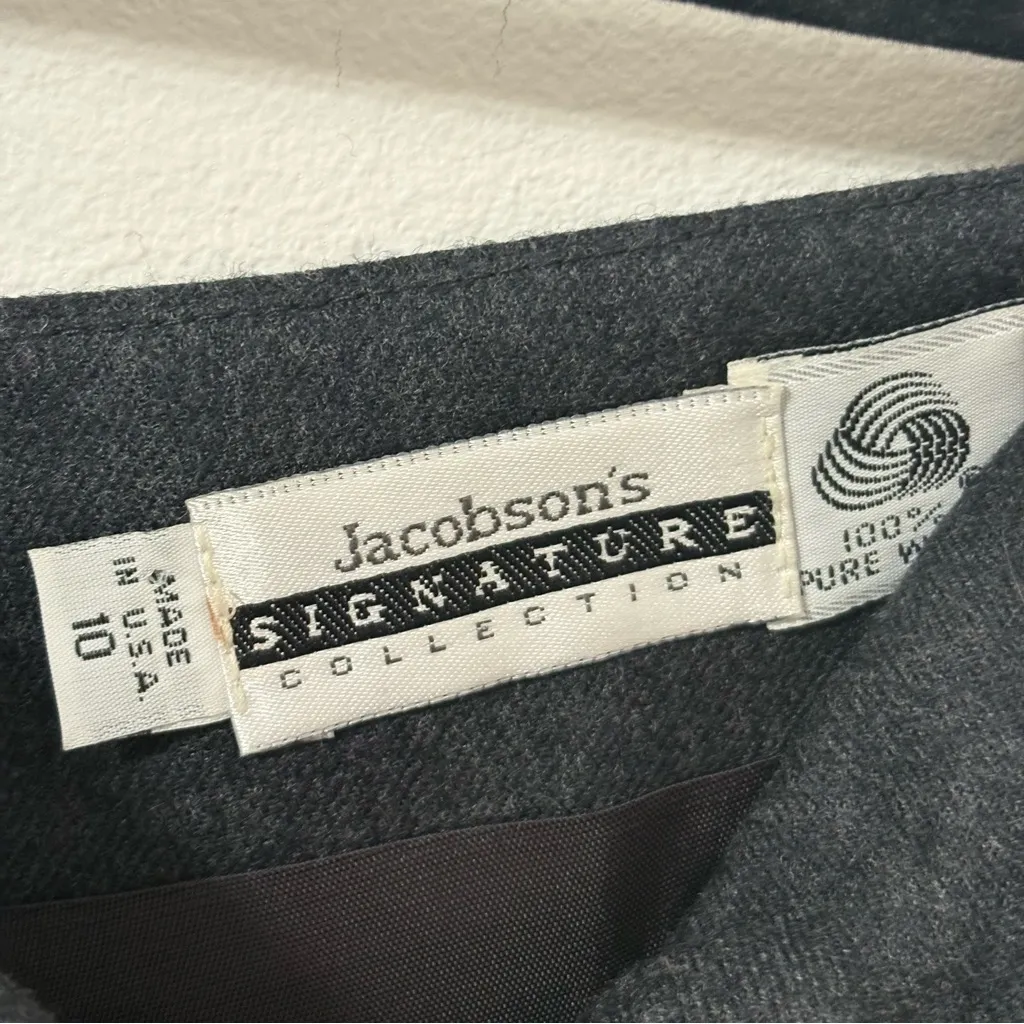 Jacobson's
SIGNATURE
COLLECTION
MADE
IN U.S.A.
10
100%
PURE